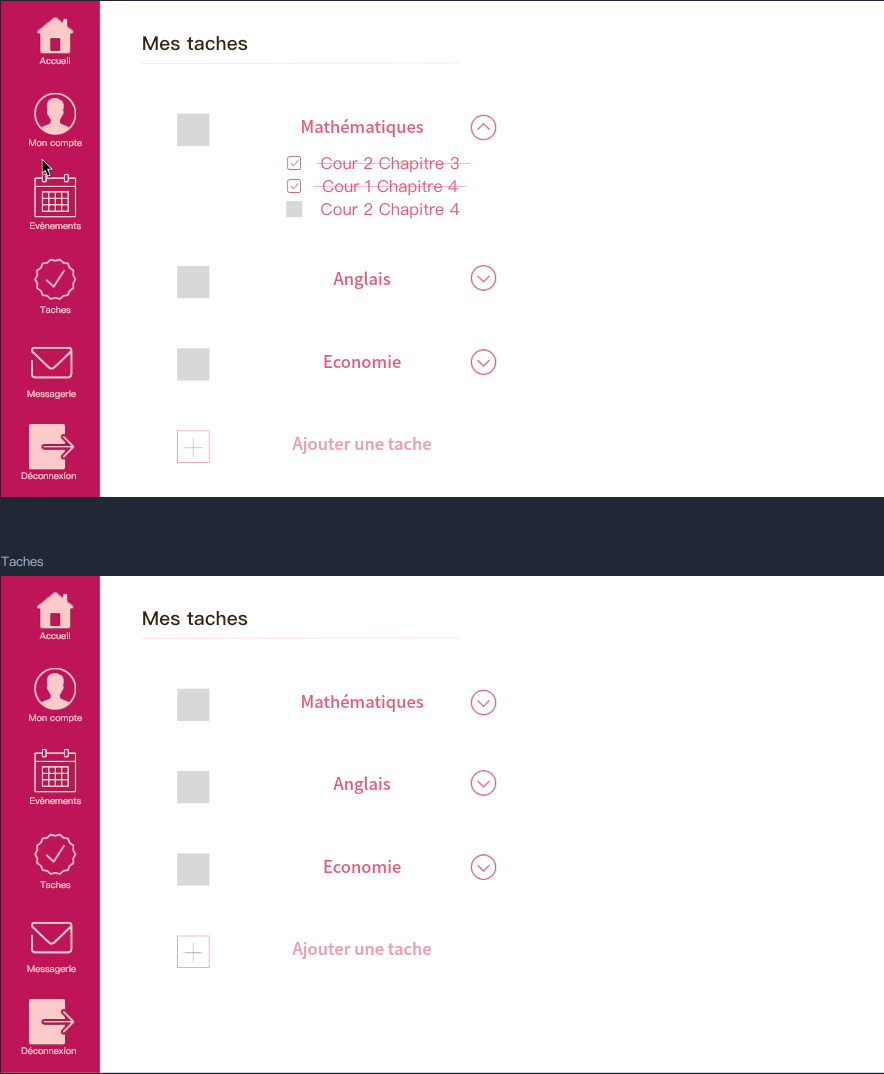 Accueil
Mon compte
Evènements
Taches
Messagerie
Déconnexion
Mes taches
Mathématiques
Cour 2 Chapitre 3
Cour 1 Chapitre 4
Cour 2 Chapitre 4
Anglais
Economie
Ajouter une tache
Taches
Accueil
Mon compte
Evènements
Taches
Messagerie
Déconnexion
Mes taches
Mathématiques
Anglais
Economie
Ajouter une tache